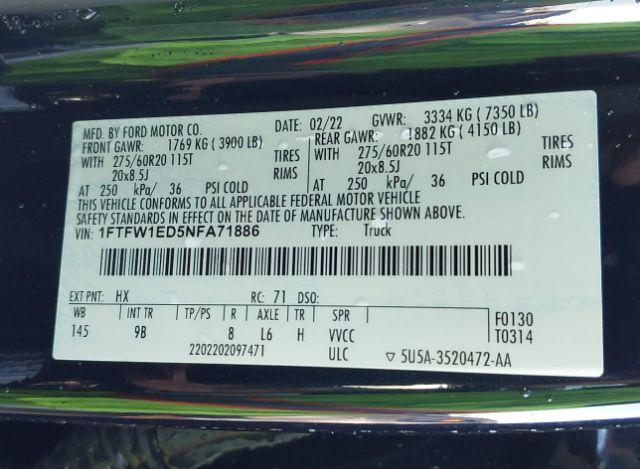 MFD. BY FORD MOTOR CO. DATE: 02/22 GVWR: 3334 KG ( 7350 LB)
FRONT GAWR: 1769 KG ( 3900 LB) REAR GAWR: 1882 KG ( 4150 LB)
WITH 275/60R20 115T TIRES 275/60R20 115T TIRES
20x8.5J RIMS 20x8.5J RIMS
AT 250 kPa/ 36 PSI COLD AT 250 kPa/ 36 PSI COLD
THIS VEHICLE CONFORMS TO ALL APPLICABLE FEDERAL MOTOR VEHICLE
SAFETY STANDARDS IN EFFECT ON THE DATE OF MANUFACTURE SHOWN ABOVE.
VIN: 1FTFW1ED5NFA71886 TYPE: Truck
EXT PNT: HX RC: 71 DSO:
WB INT TR TP/PS R AXLE TR SPR F0130
145 9B 8 L6 H VVCC T0314
2202202097471 ULC ▽ 5U5A-3520472-AA